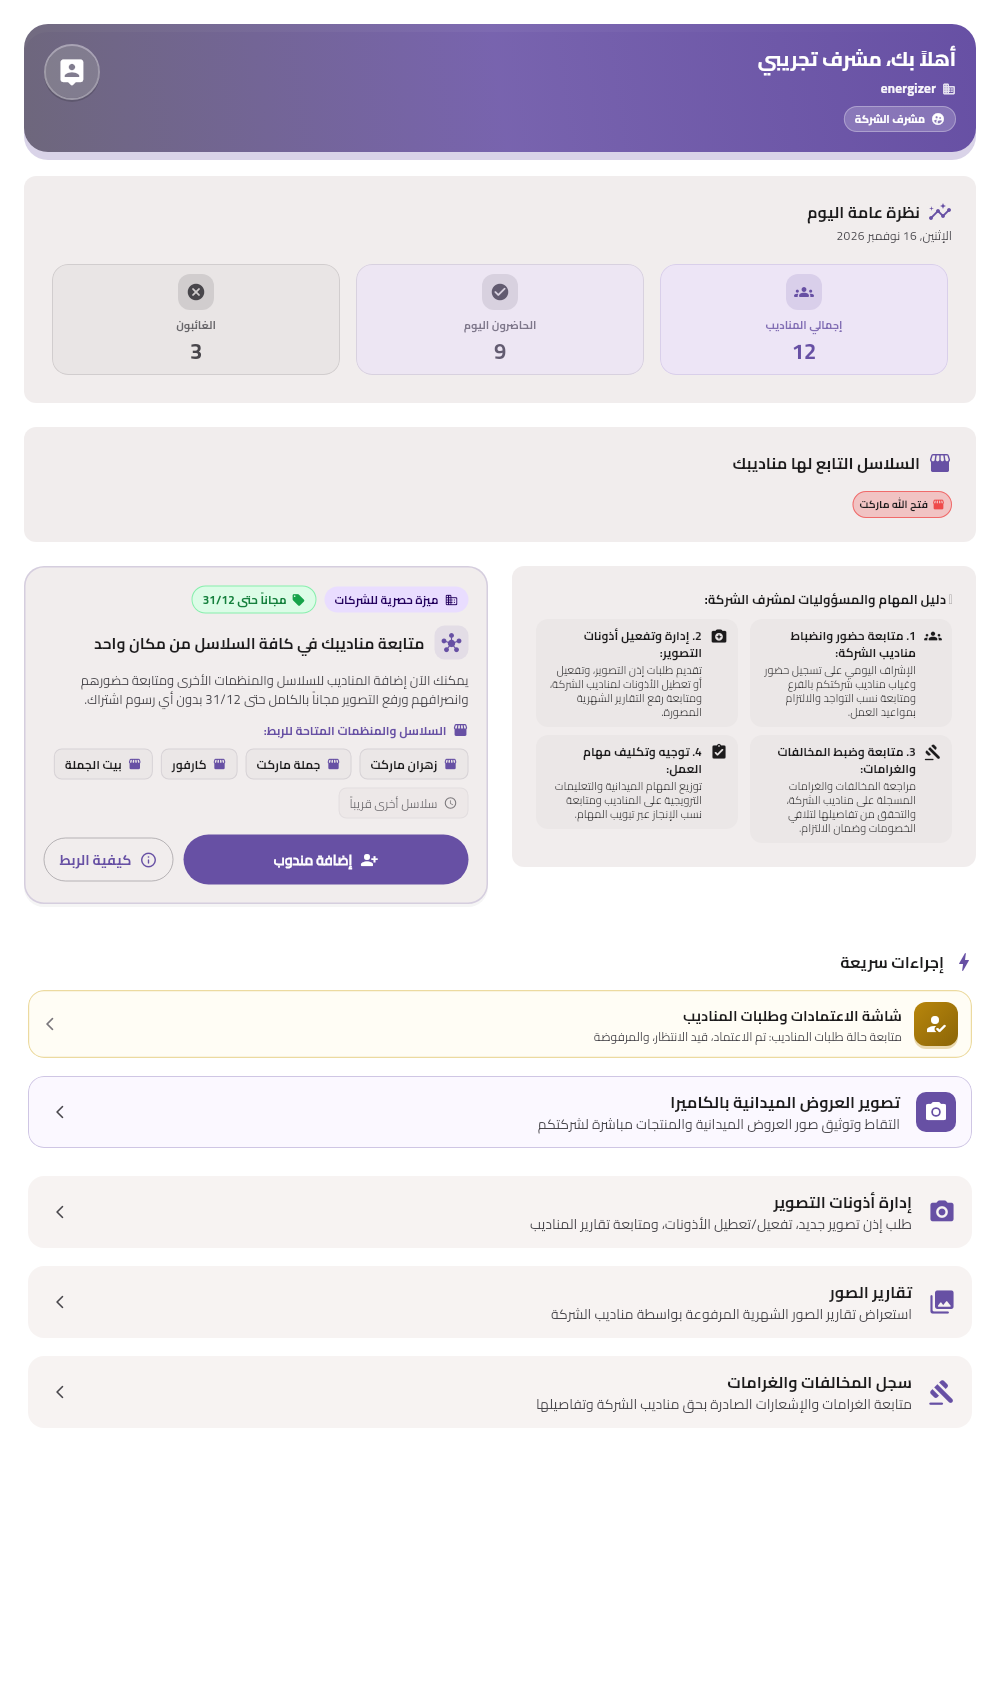 أهلاً بك، مشرف تجريبي
energizer
مشرف الشركة
نظرة عامة اليوم
الإثنين, 16 نوفمبر 2026
إجمالي المناديب
12
الحاضرون اليوم
9
الغائبون
3
السلاسل التابع لها مناديبك
فتح الله ماركت
دليل المهام والمسؤوليات لمشرف الشركة:
1. متابعة حضور وانضباط
مناديب الشركة:
الإشراف اليومي على تسجيل حضور
وغياب مناديب شركتكم بالفرع
ومتابعة نسب التواجد والالتزام
بمواعيد العمل.
2. إدارة وتفعيل أذونات
التصوير:
تقديم طلبات إذن التصوير، وتفعيل
أو تعطيل الأذونات لمناديب الشركة،
ومتابعة رفع التقارير الشهرية
المصورة.
3. متابعة وضبط المخالفات
والغرامات:
مراجعة المخالفات والغرامات
المسجلة على مناديب الشركة،
والتحقق من تفاصيلها لتلافي
الخصومات وضمان الالتزام.
4. توجيه وتكليف مهام
العمل:
توزيع المهام الميدانية والتعليمات
الترويجية على المناديب ومتابعة
نسب الإنجاز عبر تبويب المهام.
ميزة حصرية للشركات
مجاناً حتى 31/12
متابعة مناديبك في كافة السلاسل من مكان واحد
يمكنك الآن إضافة المناديب للسلاسل والمنظمات الأخرى ومتابعة حضورهم
وانصرافهم ورفع التصوير مجاناً بالكامل حتى 31/12 بدون أي رسوم اشتراك.
السلاسل والمنظمات المتاحة للربط:
زهران ماركت
جملة ماركت
كارفور
بيت الجملة
سلاسل أخرى قريباً
إضافة مندوب
كيفية الربط
إجراءات سريعة
شاشة الاعتمادات وطلبات المناديب
متابعة حالة طلبات المناديب: تم الاعتماد، قيد الانتظار، والمرفوضة
تصوير العروض الميدانية بالكاميرا
التقاط وتوثيق صور العروض الميدانية والمنتجات مباشرة لشركتكم
إدارة أذونات التصوير
طلب إذن تصوير جديد، تفعيل/تعطيل الأذونات، ومتابعة تقارير المناديب
تقارير الصور
استعراض تقارير الصور الشهرية المرفوعة بواسطة مناديب الشركة
سجل المخالفات والغرامات
متابعة الغرامات والإشعارات الصادرة بحق مناديب الشركة وتفاصيلها